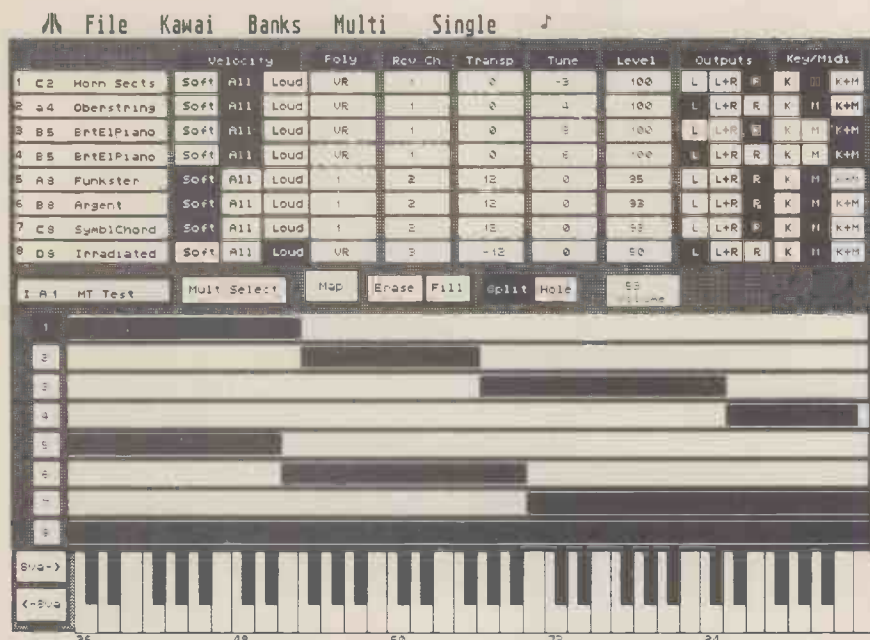 File Kawai Banks Multi Single ♪
Velocity Poly Rcv Ch Transp Tune Level Outputs Key/Midi
1 C2 Horn Sects Soft All Loud VR 1 0 -3 100 L L+R R K K+M
2 a4 Oberstring Soft All Loud VR 1 0 4 100 L L+R R K M K+M
3 B5 BrtElPiano Soft All Loud VR 1 0 100 L L+R R K M K+M
4 B5 BrtElPiano Soft All Loud VR 1 0 6 100 L L+R R K M K+M
5 A3 Funkster Soft All Loud 1 2 12 0 95 L L+R R K M K+M
6 B8 Argent Soft All Loud 1 2 12 0 93 L L+R R K M K+M
7 C8 SymblChord Soft All Loud 1 2 12 0 93 L L+R R K M K+M
8 D8 Irradiated Soft All Loud VR 3 -12 0 90 L L+R R K M K+M
I A1 MT Test Mult Select Map Erase Fill Split Hole 93
Volume
1
2
3
4
5
6
7
8
8va->
<-8va
36 48 60 72 84